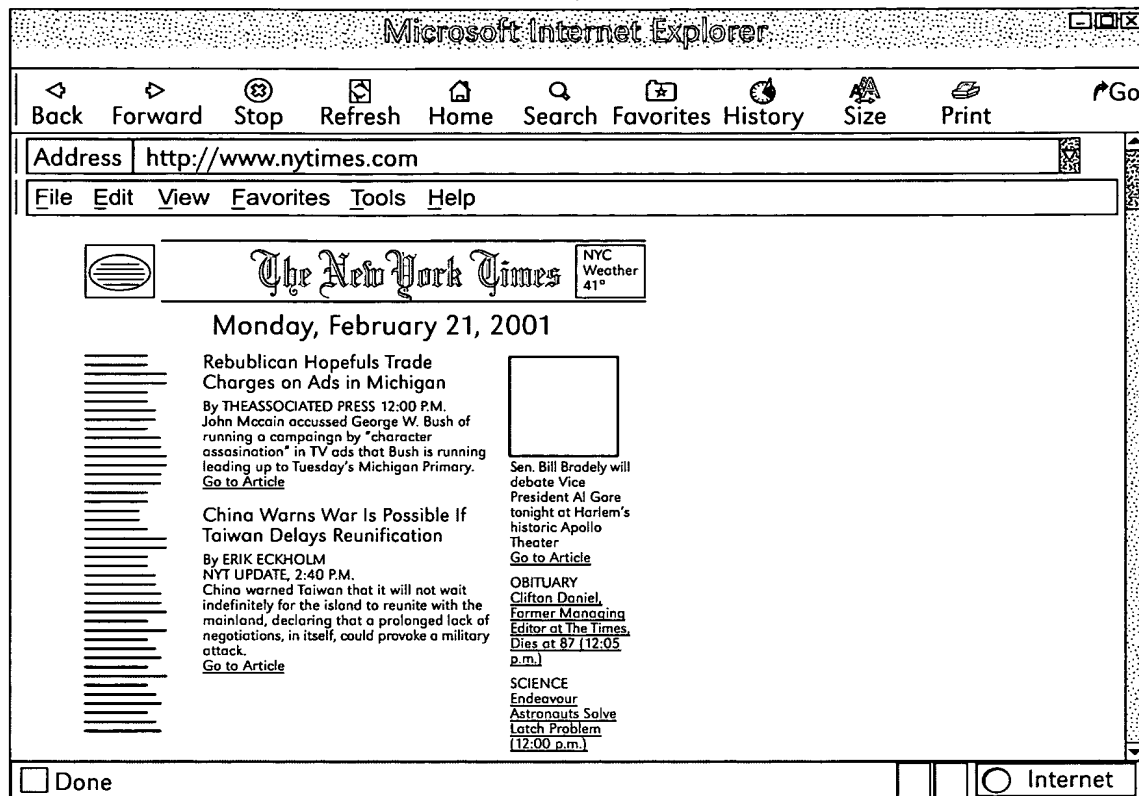 Microsoft Internet Explorer
Back Forward Stop Refresh Home Search Favorites History Size Print Go
Address http://www.nytimes.com
File Edit View Favorites Tools Help
The New York Times
NYC
Weather
41°
Monday, February 21, 2001
Rebublican Hopefuls Trade
Charges on Ads in Michigan
By THEASSOCIATED PRESS 12:00 P.M.
John Mccain accussed George W. Bush of
running a campaingn by "character
assasination" in TV ads that Bush is running
leading up to Tuesday's Michigan Primary.
Go to Article
China Warns War Is Possible If
Taiwan Delays Reunification
By ERIK ECKHOLM
NYT UPDATE, 2:40 P.M.
China warned Taiwan that it will not wait
indefinitely for the island to reunite with the
mainland, declaring that a prolonged lack of
negotiations, in itself, could provoke a military
attack.
Go to Article
Sen. Bill Bradely will
debate Vice
President Al Gore
tonight at Harlem's
historic Apollo
Theater
Go to Article
OBITUARY
Clifton Daniel,
Former Managing
Editor at The Times,
Dies at 87 (12:05
p.m.)
SCIENCE
Endeavour
Astronauts Solve
Latch Problem
(12:00 p.m.)
Done
Internet